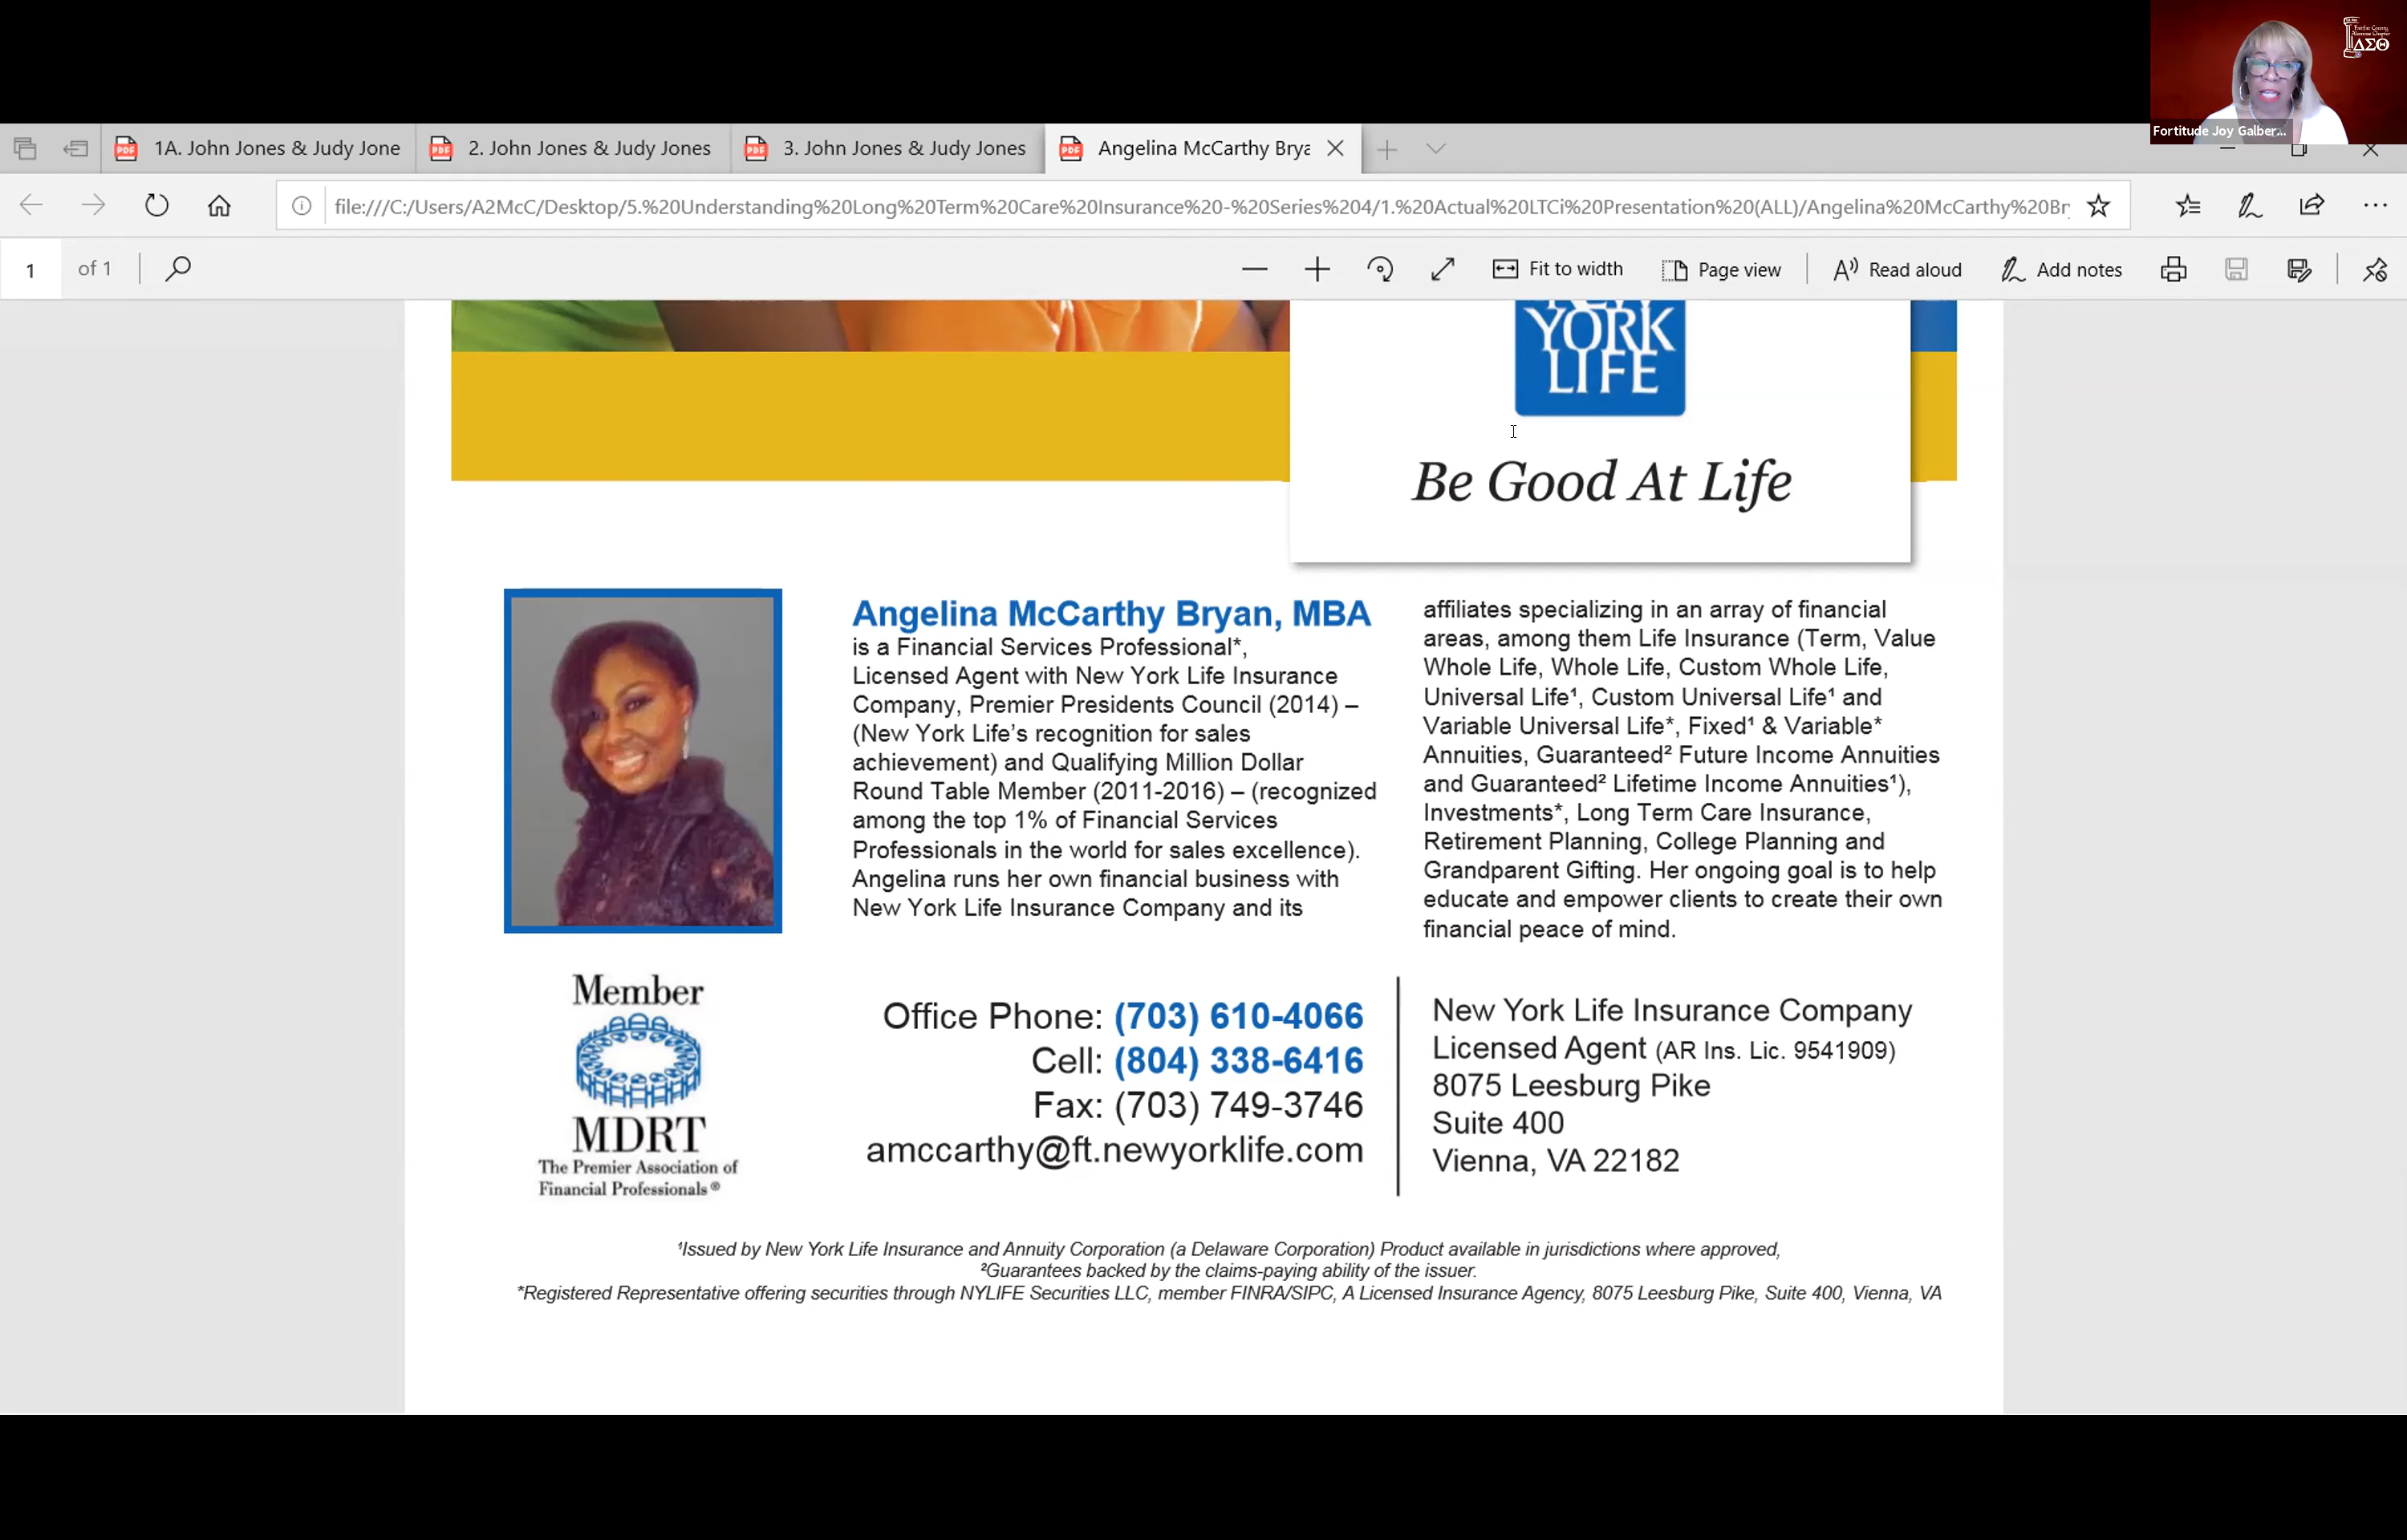 Fairfax County
Alumnae Chapter
ΔΣΘ
Fortitude Joy Galber...
1A. John Jones & Judy Jone
2. John Jones & Judy Jones
3. John Jones & Judy Jones
Angelina McCarthy Brya
file:///C:/Users/A2McC/Desktop/5.%20Understanding%20Long%20Term%20Care%20Insurance%20-%20Series%204/1.%20Actual%20LTCi%20Presentation%20(ALL)/Angelina%20McCarthy%20Br
1 of 1
Fit to width
Page view
Read aloud
Add notes
YORK
LIFE
Be Good At Life
Angelina McCarthy Bryan, MBA
is a Financial Services Professional*,
Licensed Agent with New York Life Insurance
Company, Premier Presidents Council (2014) –
(New York Life’s recognition for sales
achievement) and Qualifying Million Dollar
Round Table Member (2011-2016) – (recognized
among the top 1% of Financial Services
Professionals in the world for sales excellence).
Angelina runs her own financial business with
New York Life Insurance Company and its
affiliates specializing in an array of financial
areas, among them Life Insurance (Term, Value
Whole Life, Whole Life, Custom Whole Life,
Universal Life¹, Custom Universal Life¹ and
Variable Universal Life*, Fixed¹ & Variable*
Annuities, Guaranteed² Future Income Annuities
and Guaranteed² Lifetime Income Annuities¹),
Investments*, Long Term Care Insurance,
Retirement Planning, College Planning and
Grandparent Gifting. Her ongoing goal is to help
educate and empower clients to create their own
financial peace of mind.
Member
MDRT
The Premier Association of
Financial Professionals®
Office Phone: (703) 610-4066
Cell: (804) 338-6416
Fax: (703) 749-3746
amccarthy@ft.newyorklife.com
New York Life Insurance Company
Licensed Agent (AR Ins. Lic. 9541909)
8075 Leesburg Pike
Suite 400
Vienna, VA 22182
¹Issued by New York Life Insurance and Annuity Corporation (a Delaware Corporation) Product available in jurisdictions where approved,
²Guarantees backed by the claims-paying ability of the issuer.
*Registered Representative offering securities through NYLIFE Securities LLC, member FINRA/SIPC, A Licensed Insurance Agency, 8075 Leesburg Pike, Suite 400, Vienna, VA